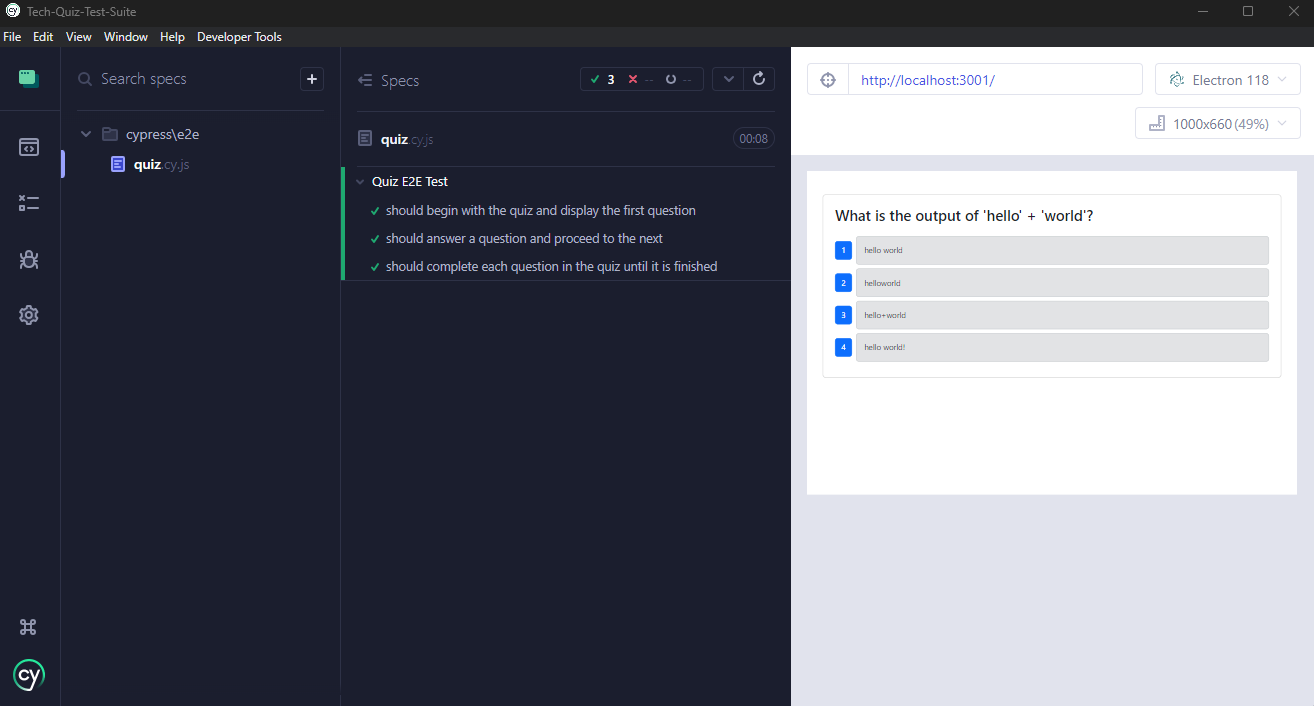 Tech-Quiz-Test-Suite
File Edit View Window Help Developer Tools
Search specs
+
cypress\e2e
quiz.cy.js
cy
Specs
3 -- --
quiz.cy.js 00:08
Quiz E2E Test
should begin with the quiz and display the first question
should answer a question and proceed to the next
should complete each question in the quiz until it is finished
http://localhost:3001/ Electron 118
1000x660 (49%)
What is the output of 'hello' + 'world'?
1 hello world
2 helloworld
3 hello+world
4 hello world!